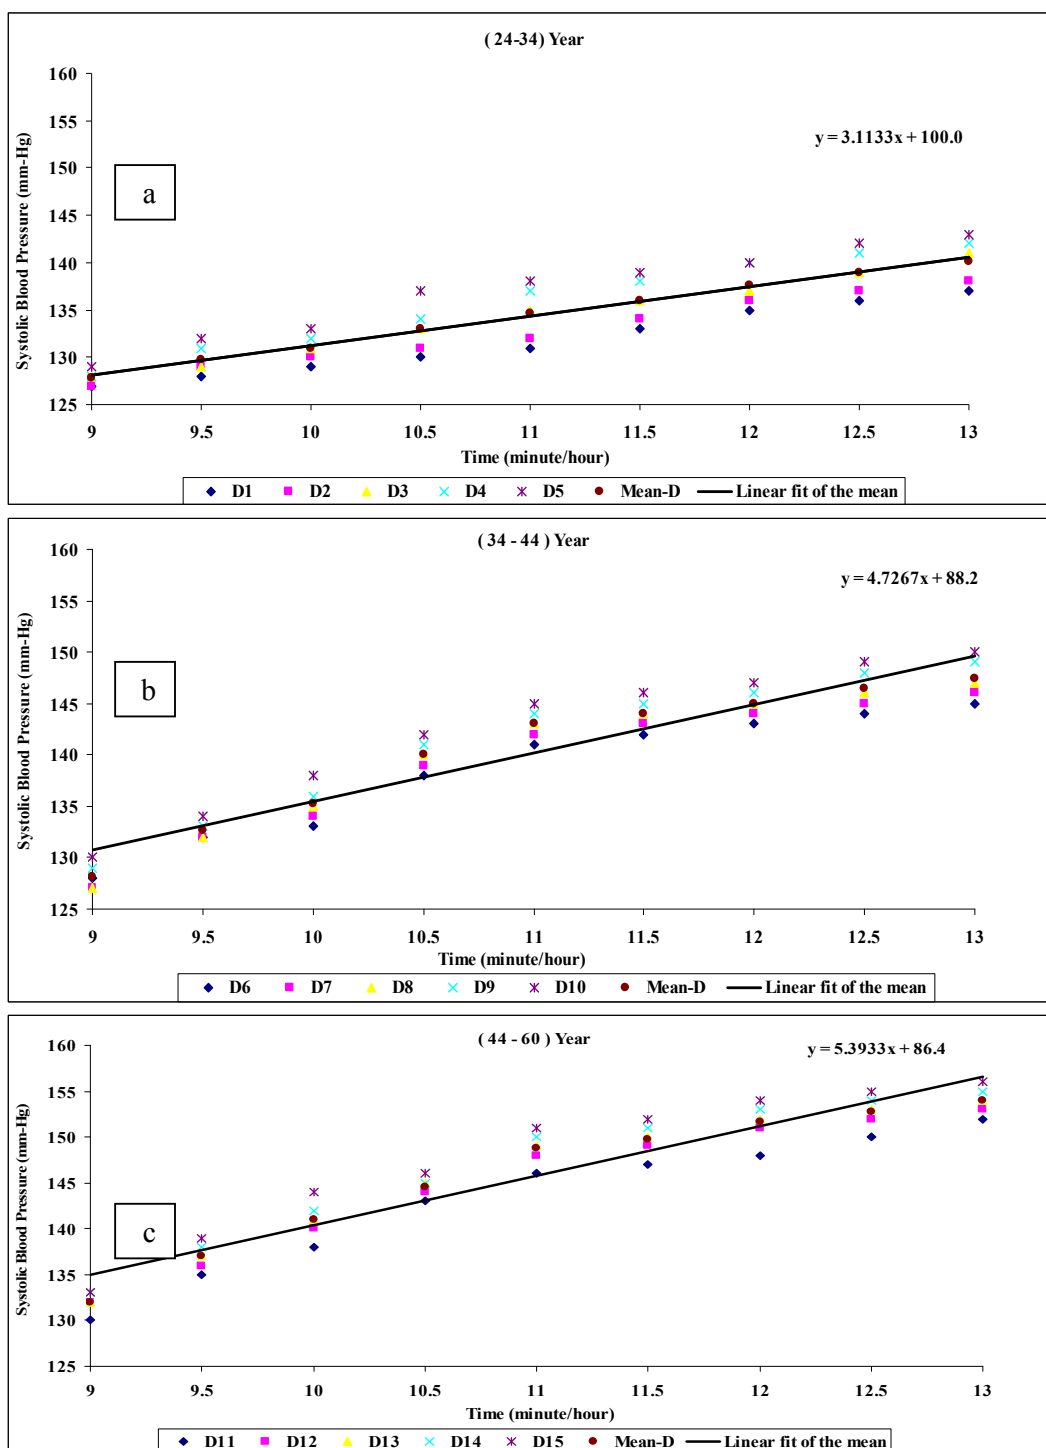 ( 24-34) Year
y = 3.1133x + 100.0
a
Systolic Blood Pressure (mm-Hg)
160
155
150
145
140
135
130
125
9 9.5 10 10.5 11 11.5 12 12.5 13
Time (minute/hour)
D1 D2 D3 D4 D5 Mean-D Linear fit of the mean
( 34 - 44 ) Year
y = 4.7267x + 88.2
b
Systolic Blood Pressure (mm-Hg)
160
155
150
145
140
135
130
125
9 9.5 10 10.5 11 11.5 12 12.5 13
Time (minute/hour)
D6 D7 D8 D9 D10 Mean-D Linear fit of the mean
( 44 - 60 ) Year
y = 5.3933x + 86.4
c
Systolic Blood Pressure (mm-Hg)
160
155
150
145
140
135
130
125
9 9.5 10 10.5 11 11.5 12 12.5 13
Time (minute/hour)
D11 D12 D13 D14 D15 Mean-D Linear fit of the mean